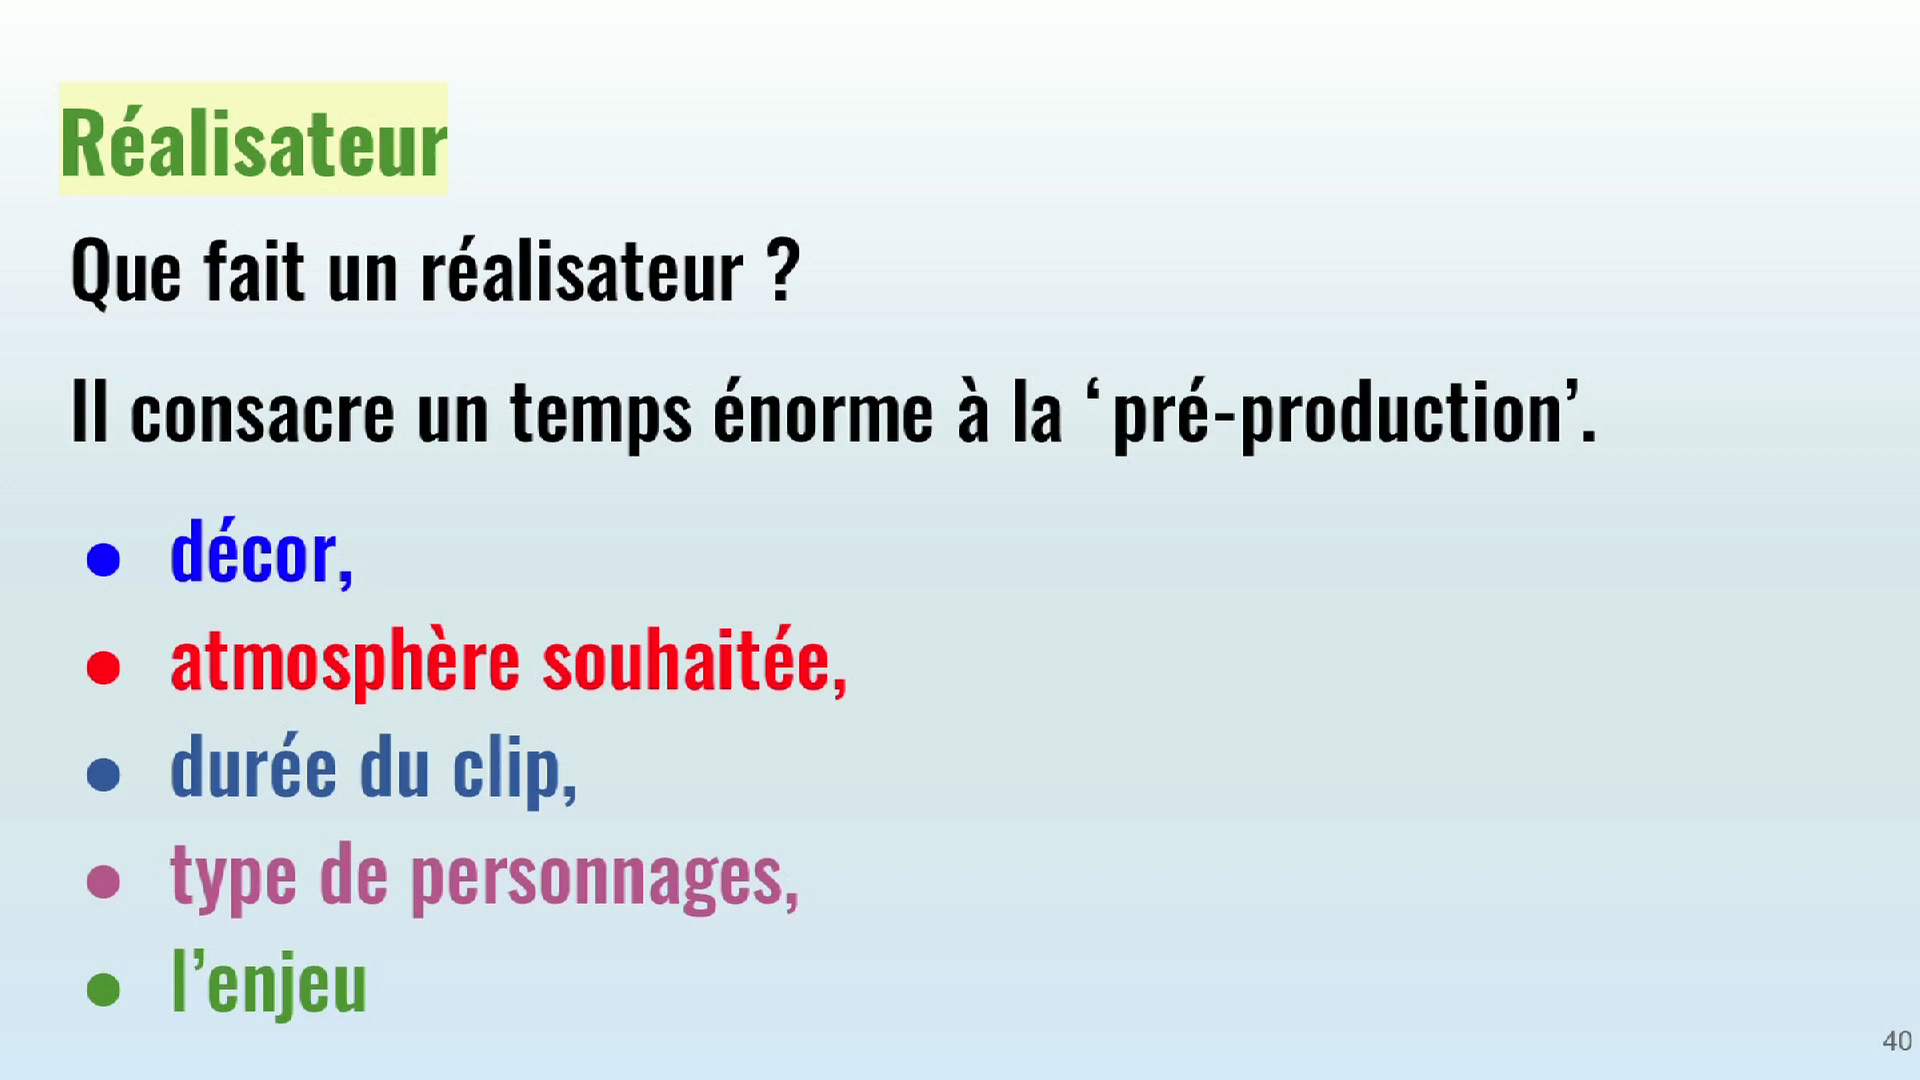 Réalisateur
Que fait un réalisateur ?
Il consacre un temps énorme à la ‘pré-production’.
● décor,
● atmosphère souhaitée,
● durée du clip,
● type de personnages,
● l’enjeu
40